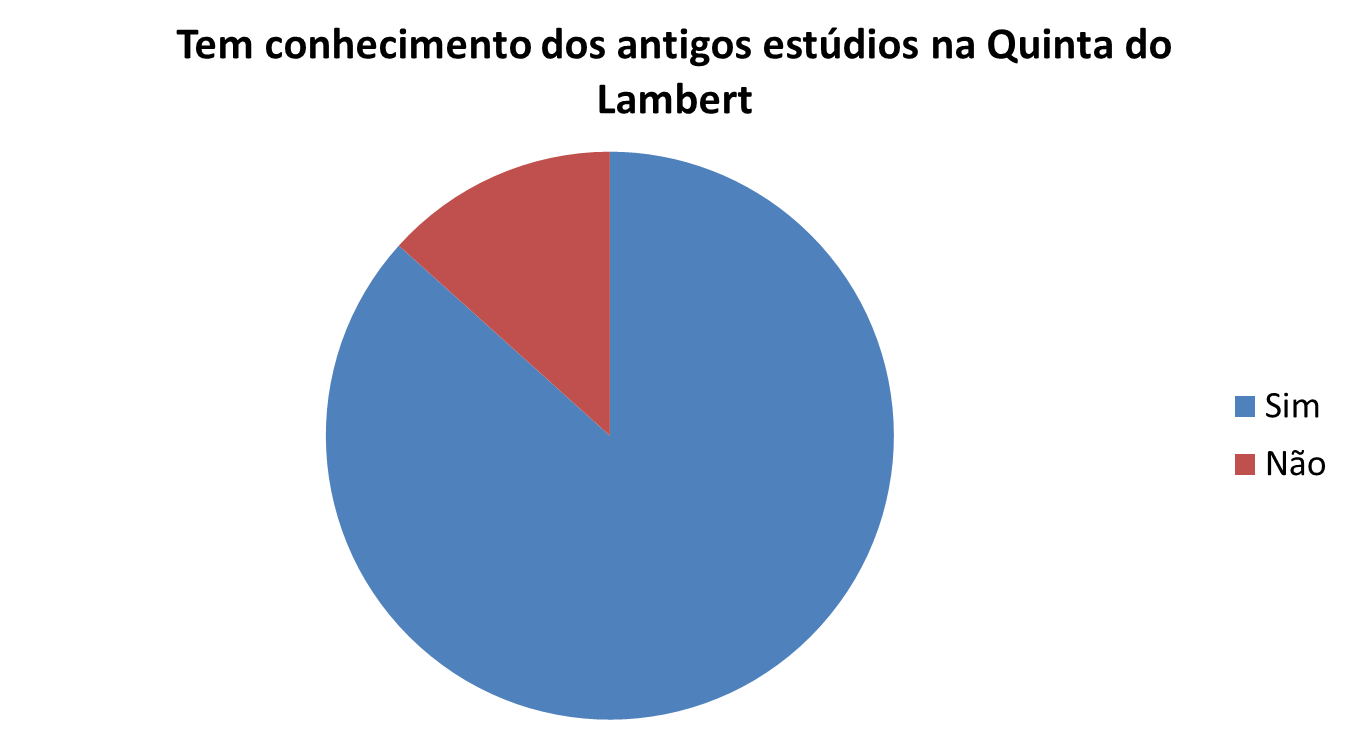 Tem conhecimento dos antigos estúdios na Quinta do
Lambert
Sim
Não